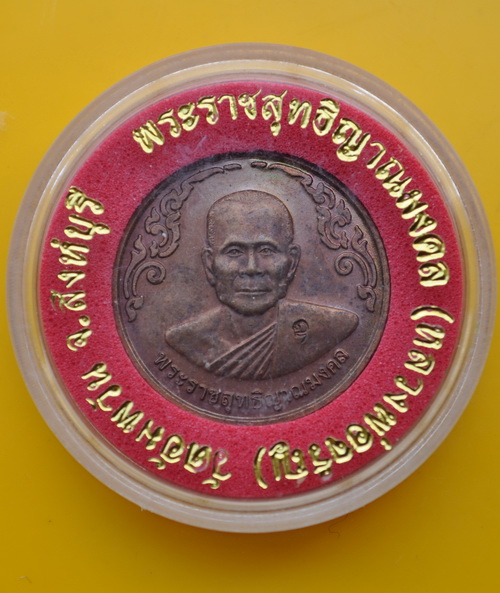 พระราชสุทธิญาณมงคล (หลวงพ่อจรัญ) วัดอัมพวัน จ.สิงห์บุรี
พระราชสุทธิญาณมงคล